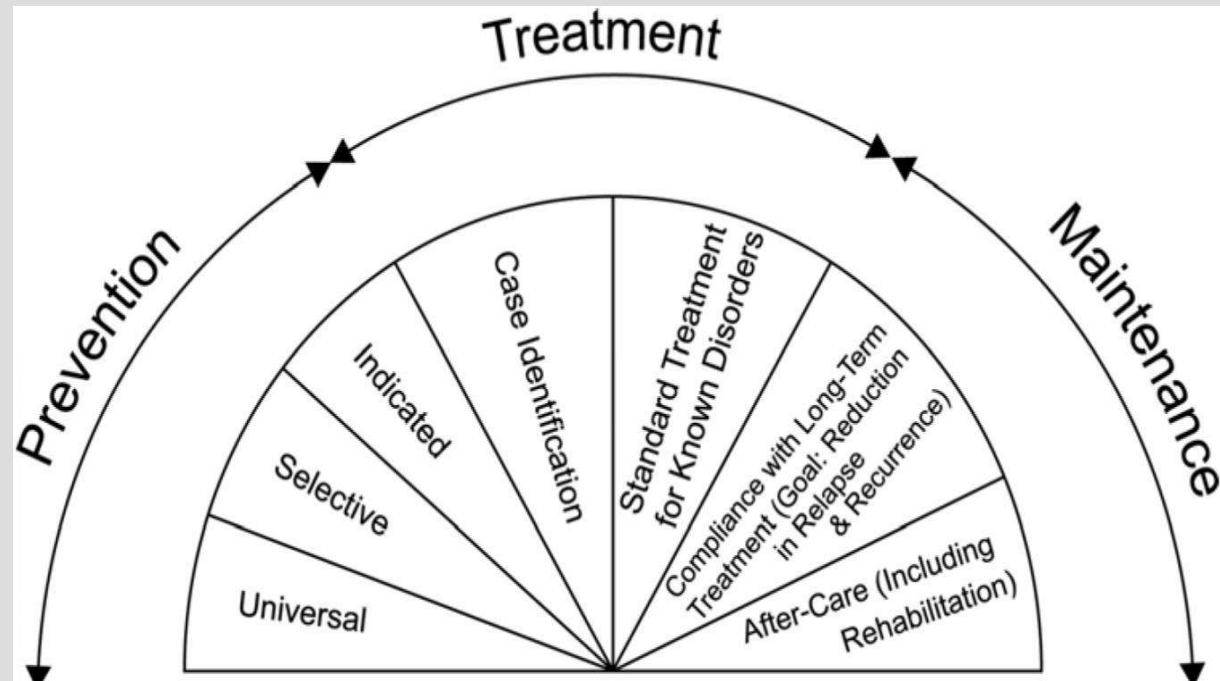 Treatment
Prevention
Maintenance
Universal
Selective
Indicated
Case Identification
Standard Treatment
for Known Disorders
Compliance with Long-Term
Treatment (Goal: Reduction
in Relapse
& Recurrence)
After-Care (Including
Rehabilitation)